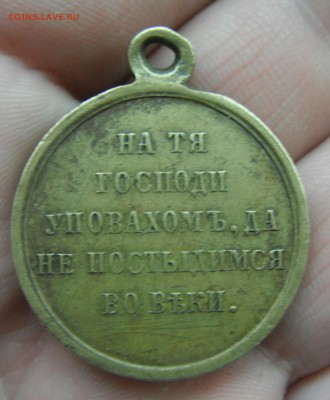 COINS.LAVE.RU
НА ТЯ
ГОСПОДИ
УПОВАХОМЪ, ДА
НЕ ПОСТЫДИМСЯ
ВО ВѢКИ.